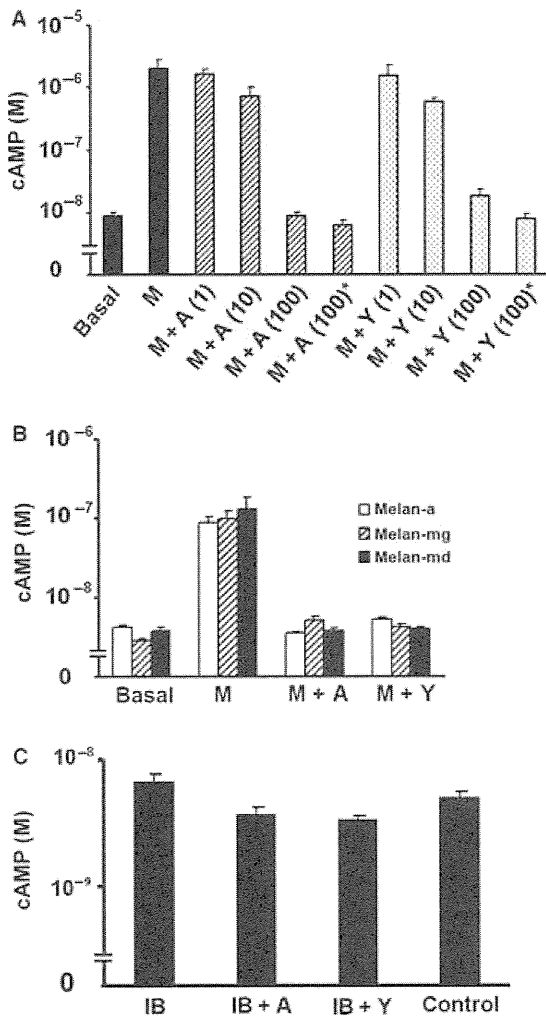 A
10⁻⁵
10⁻⁶
10⁻⁷
10⁻⁸
0
cAMP (M)
Basal
M
M + A (1)
M + A (10)
M + A (100)
M + A (100)*
M + Y (1)
M + Y (10)
M + Y (100)
M + Y (100)*
B
10⁻⁶
10⁻⁷
10⁻⁸
0
cAMP (M)
Melan-a
Melan-mg
Melan-md
Basal M M + A M + Y
C
10⁻⁸
10⁻⁹
0
cAMP (M)
IB IB + A IB + Y Control